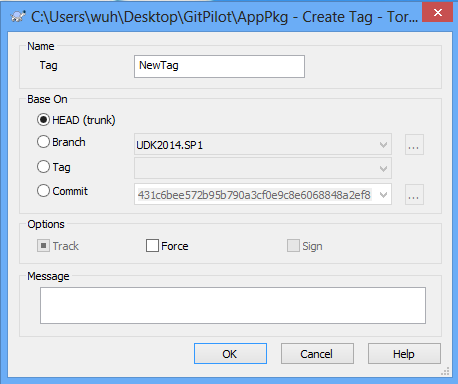 C:\Users\wuh\Desktop\GitPilot\AppPkg - Create Tag - Tor...
Name
Tag NewTag
Base On
HEAD (trunk)
Branch UDK2014.SP1 ...
Tag
Commit 431c6bee572b95b790a3cf0e9c8e6068848a2ef8 ...
Options
Track Force Sign
Message
OK Cancel Help